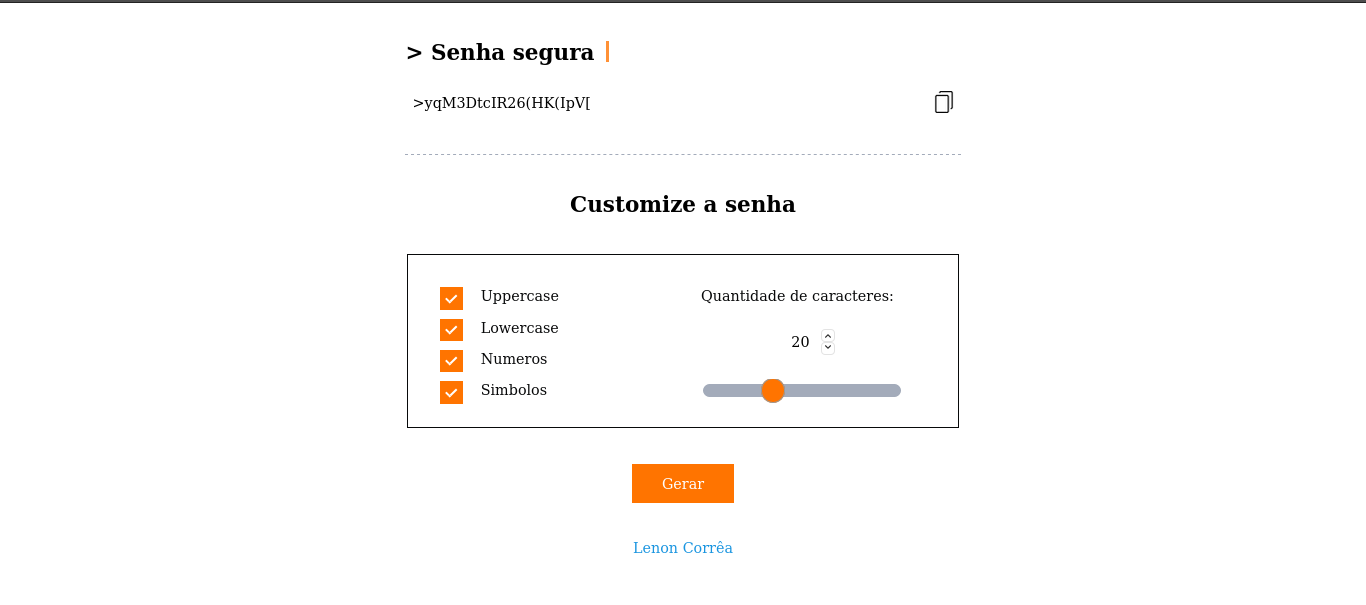 > Senha segura
>yqM3DtcIR26(HK(IpV[
Customize a senha
Uppercase
Lowercase
Numeros
Simbolos
Quantidade de caracteres:
20
Gerar
Lenon Corrêa